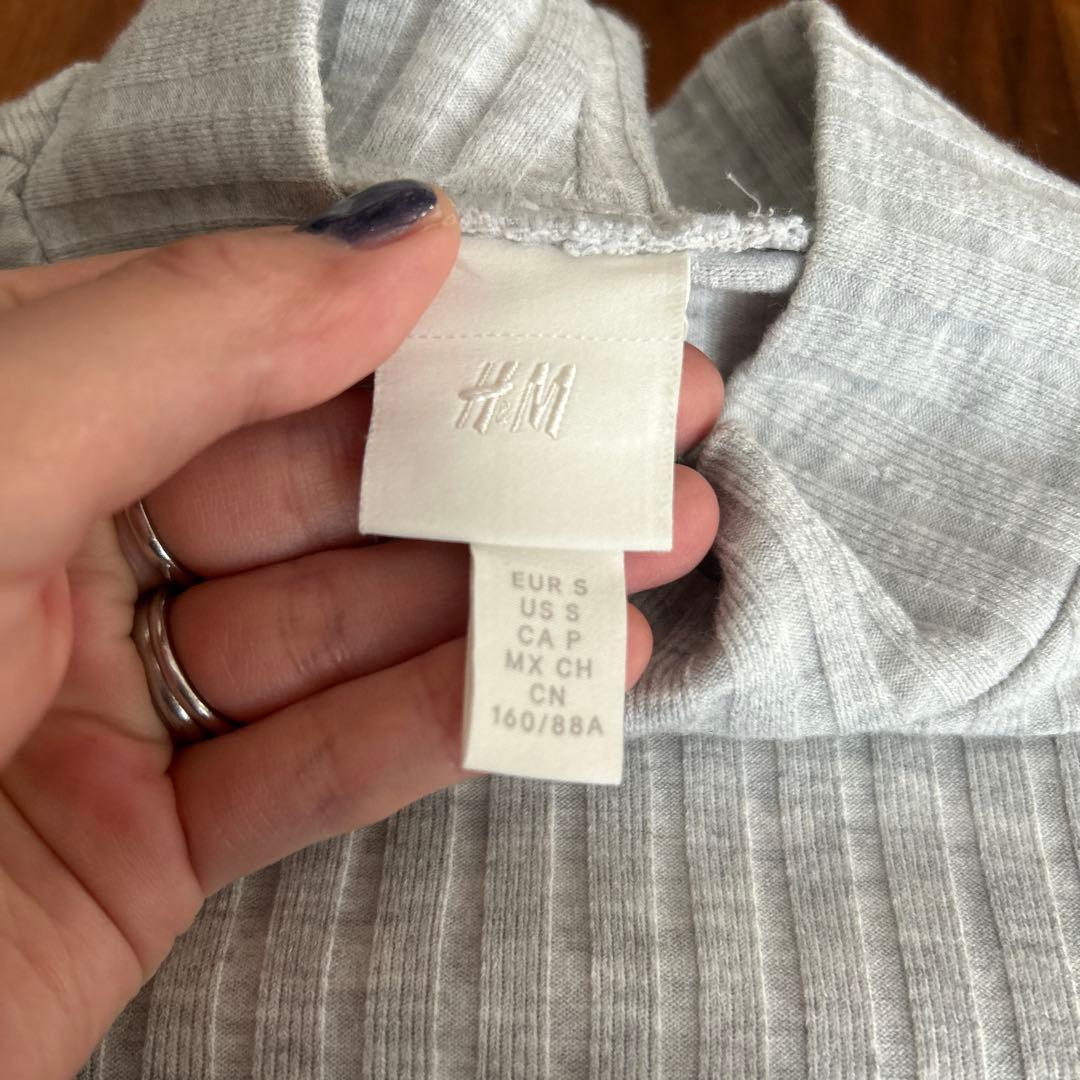 H&M
EUR S
US S
CA P
MX CH
CN
160/88A